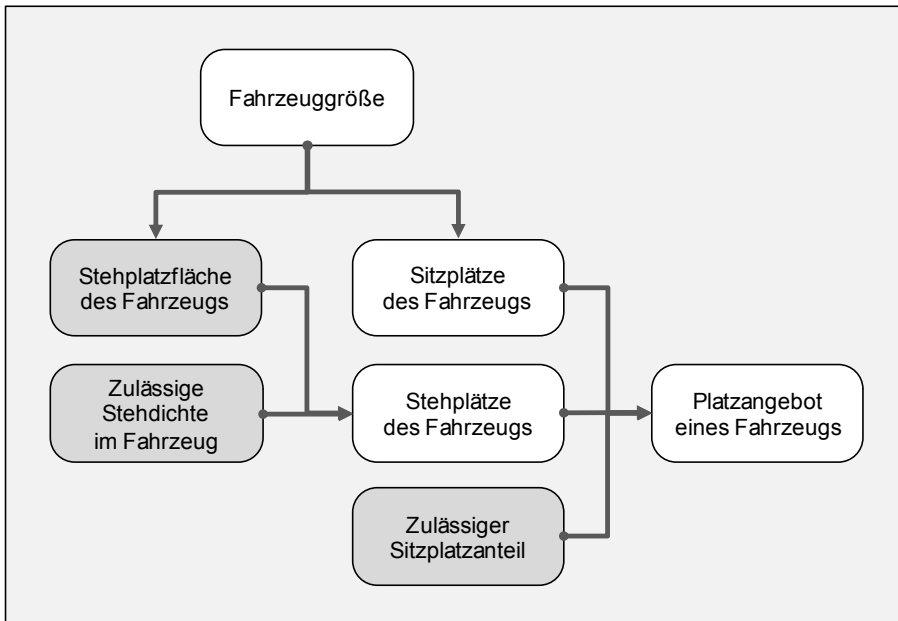 Fahrzeuggröße
Stehplatzfläche
des Fahrzeugs
Sitzplätze
des Fahrzeugs
Zulässige
Stehdichte
im Fahrzeug
Stehplätze
des Fahrzeugs
Platzangebot
eines Fahrzeugs
Zulässiger
Sitzplatzanteil